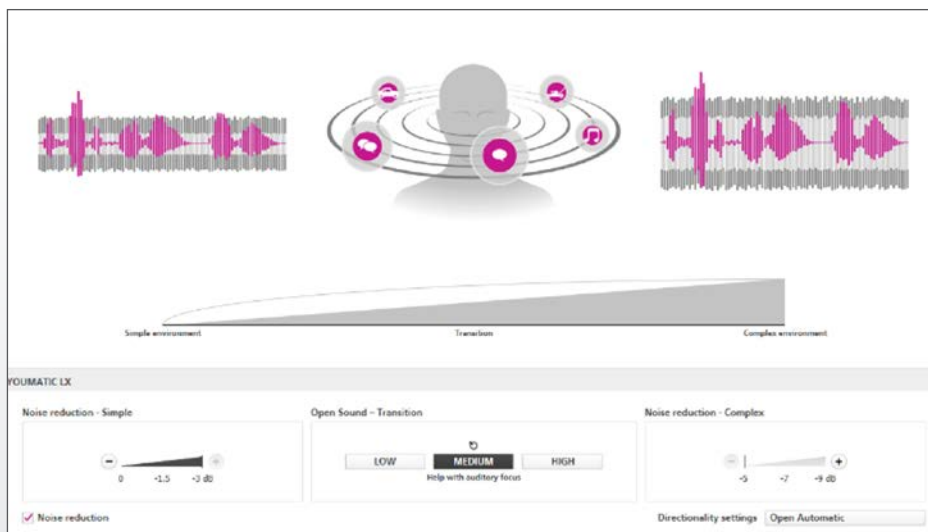 Simple environment
Transition
Complex environment
YOUMATIC LX
Noise reduction - Simple
Open Sound – Transition
Noise reduction - Complex
LOW
MEDIUM
HIGH
0
-1.5
-3 dB
Help with auditory focus
-5
-7
-9 dB
Noise reduction
Directionality settings
Open Automatic